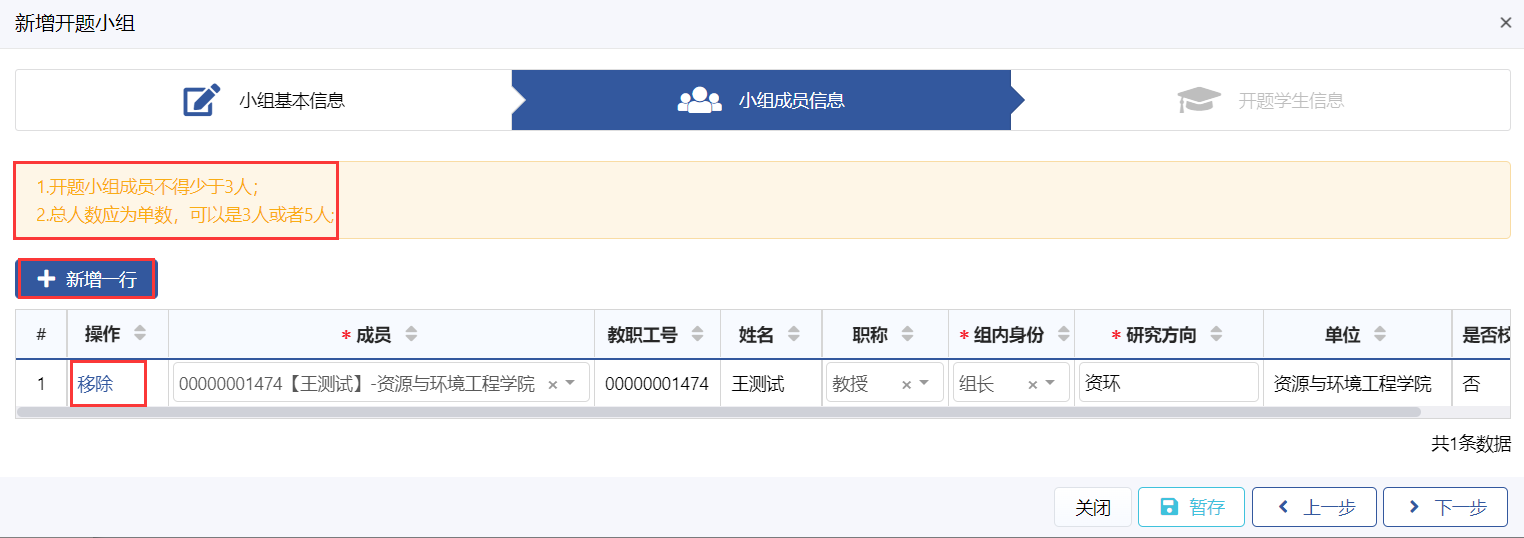 新增开题小组
×
小组基本信息
小组成员信息
开题学生信息
1.开题小组成员不得少于3人;
2.总人数应为单数，可以是3人或者5人;
新增一行
# 操作 * 成员 教职工号 姓名 职称 * 组内身份 * 研究方向 单位 是否校
1 移除 00000001474【王测试】-资源与环境工程学院 × 00000001474 王测试 教授 × 组长 × 资环 资源与环境工程学院 否
共1条数据
关闭 暂存 上一步 下一步